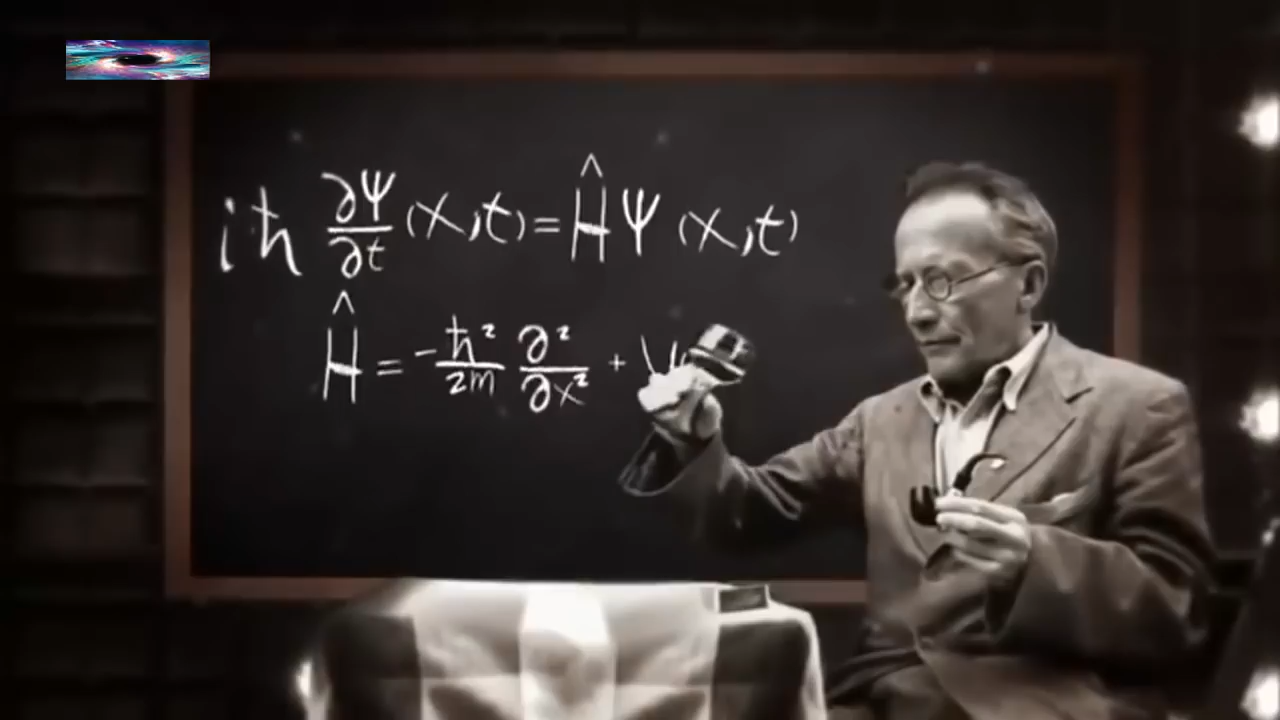 iħ ∂Ψ/∂t (x,t) = ĤΨ (x,t)
Ĥ = -ħ²/2m ∂²/∂x² + V